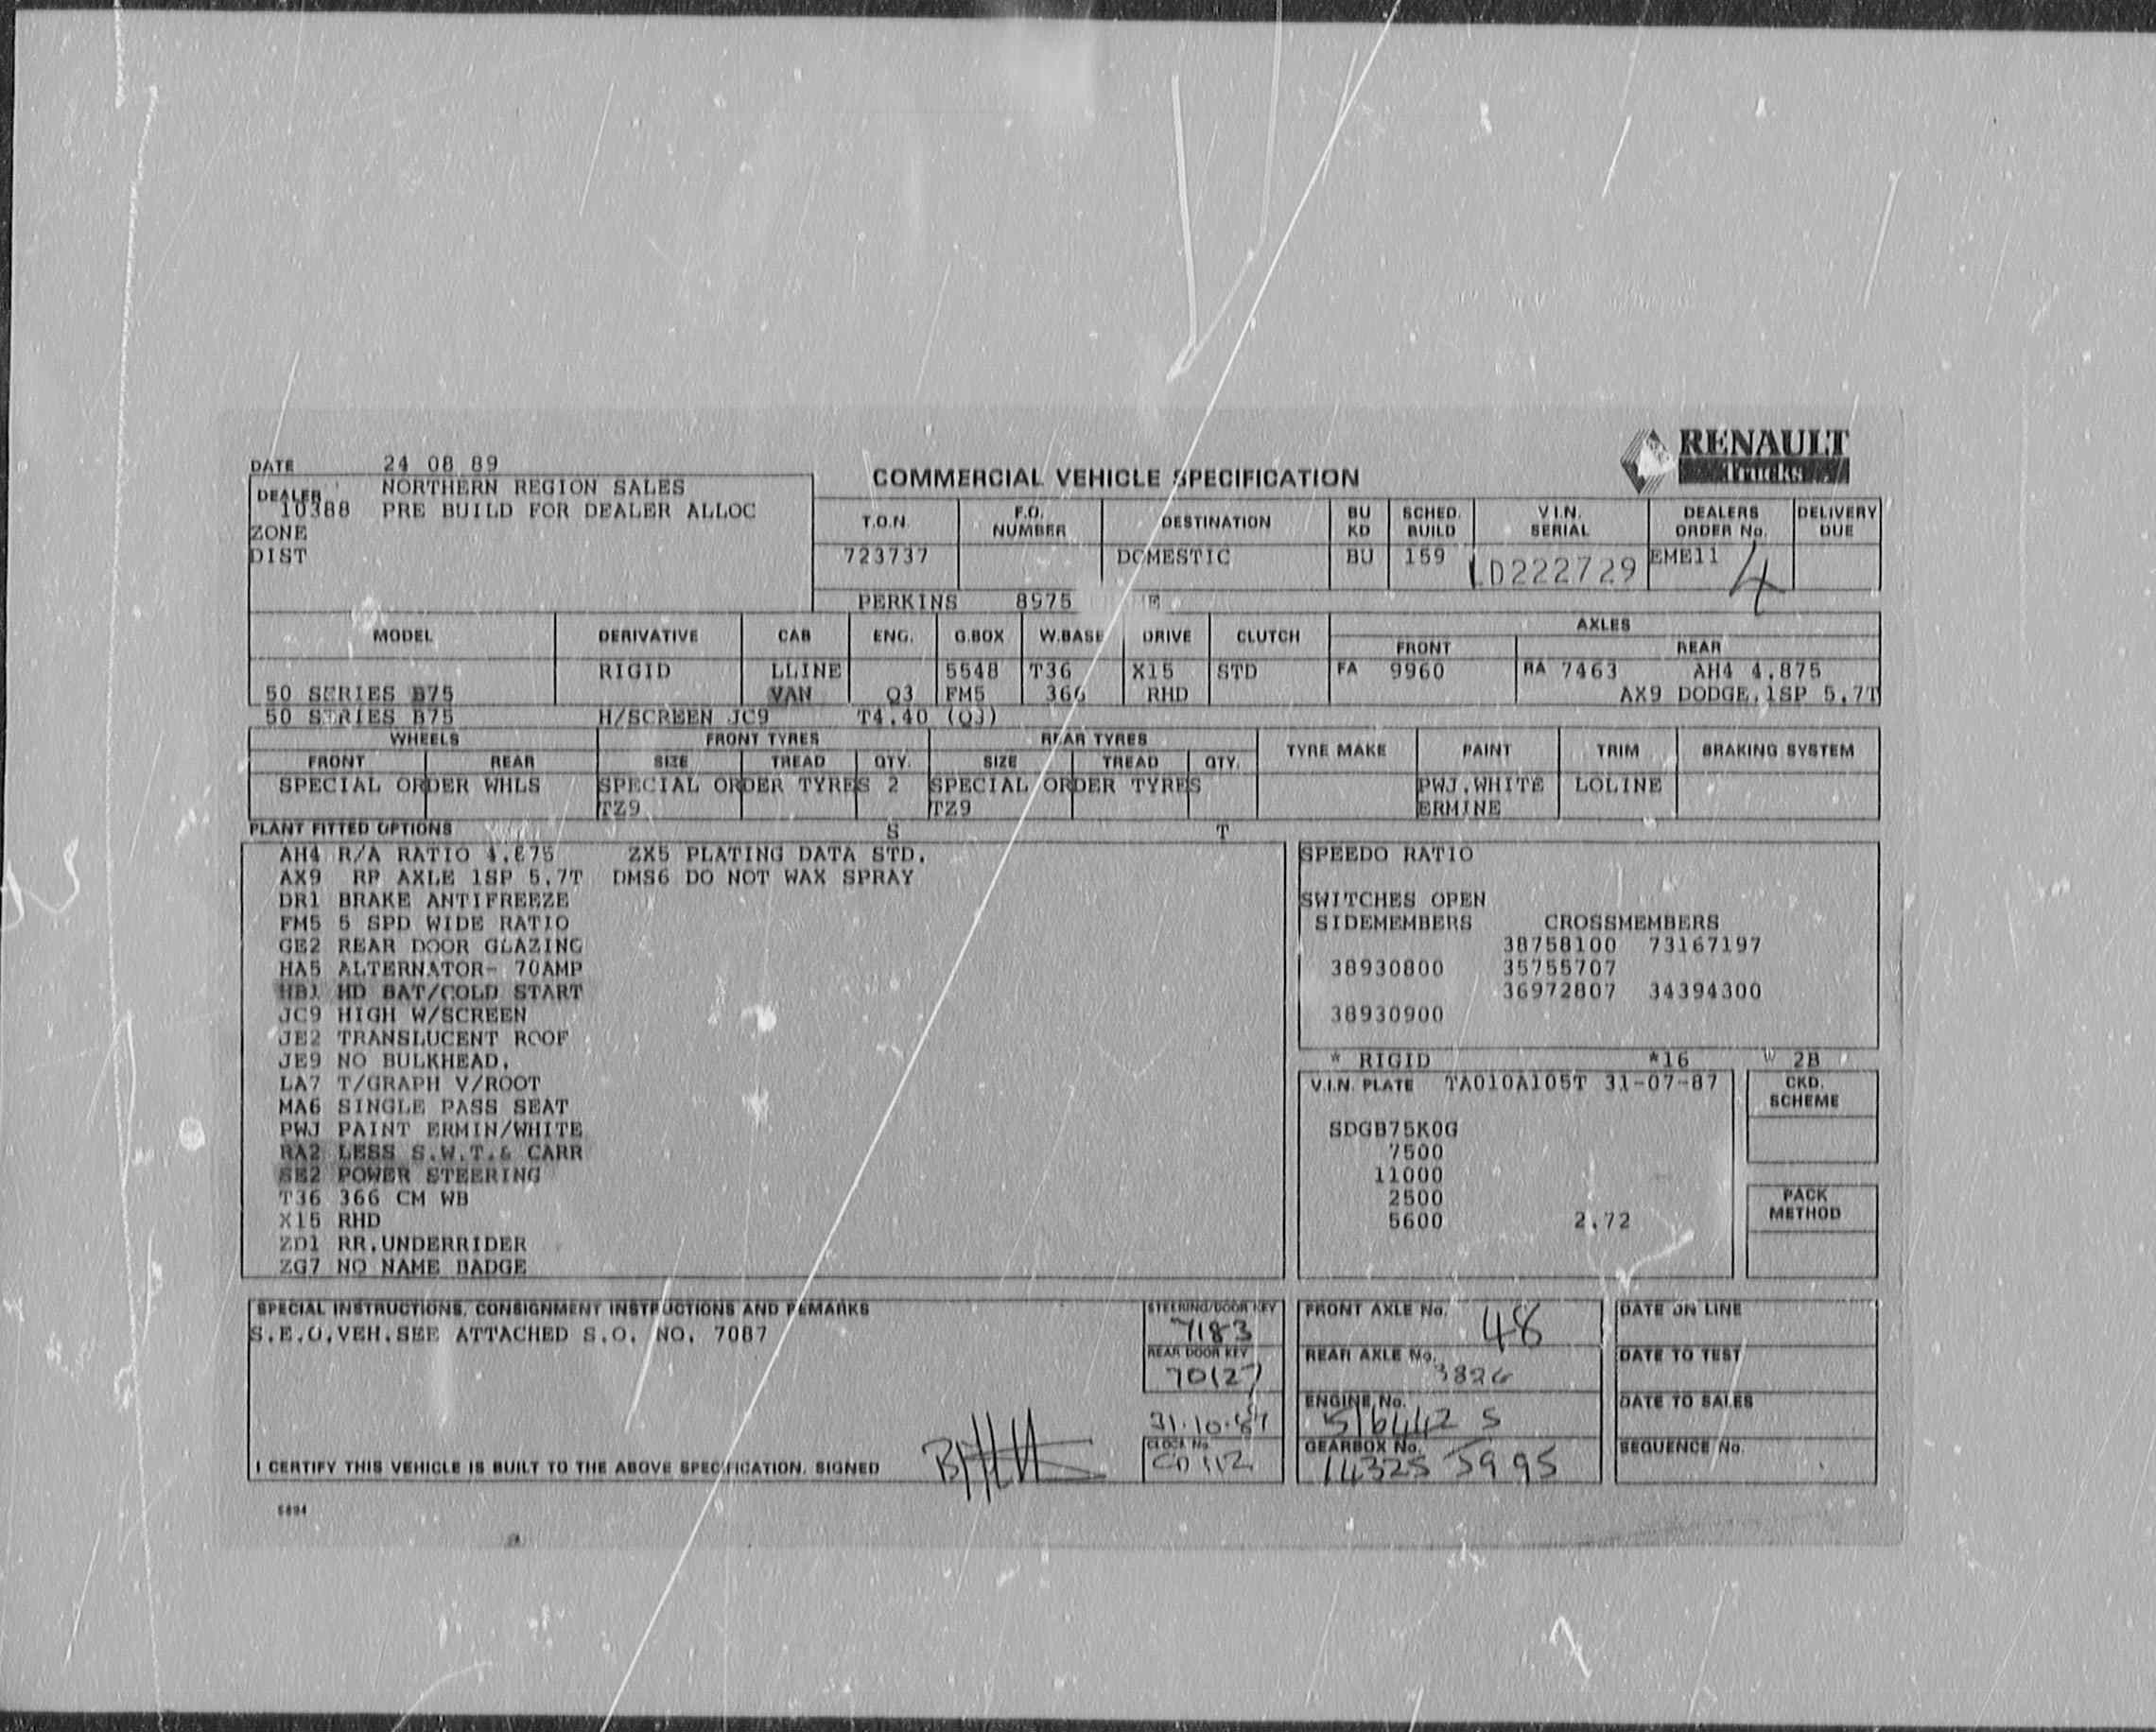 RENAULT
Trucks
DATE 24 08 89
COMMERCIAL VEHICLE SPECIFICATION
DEALER NORTHERN REGION SALES
10388 PRE BUILD FOR DEALER ALLOC
ZONE
DIST
T.O.N. F.O. NUMBER DESTINATION BU KD SCHED. BUILD V.I.N. SERIAL DEALERS ORDER No. DELIVERY DUE
723737 DOMESTIC BU 159 D222729 EME11 4
PERKINS 8975
MODEL DERIVATIVE CAB ENG. G.BOX W.BASE DRIVE CLUTCH AXLES
FRONT REAR
RIGID LLINE 5548 T36 X15 STD FA 9960 RA 7463 AH4 4.875
50 SERIES B75 VAN Q3 FM5 366 RHD AX9 DODGE.1SP 5.7T
50 SERIES B75 H/SCREEN JC9 T4.40 (Q3)
WHEELS FRONT TYRES REAR TYRES TYRE MAKE PAINT TRIM BRAKING SYSTEM
FRONT REAR SIZE TREAD QTY. SIZE TREAD QTY.
SPECIAL ORDER WHLS SPECIAL ORDER TYRES 2 SPECIAL ORDER TYRES PWJ.WHITE LOLINE
TZ9 TZ9 ERMINE
PLANT FITTED OPTIONS S T
AH4 R/A RATIO 4.875 ZX5 PLATING DATA STD.
AX9 RP AXLE 1SP 5.7T DMS6 DO NOT WAX SPRAY
DR1 BRAKE ANTIFREEZE
FM5 5 SPD WIDE RATIO
GE2 REAR DOOR GLAZING
HA5 ALTERNATOR- 70AMP
HB1 HD BAT/COLD START
JC9 HIGH W/SCREEN
JE2 TRANSLUCENT ROOF
JE9 NO BULKHEAD.
LA7 T/GRAPH V/ROOT
MA6 SINGLE PASS SEAT
PWJ PAINT ERMIN/WHITE
RA2 LESS S.W.T.& CARR
SE2 POWER STEERING
T36 366 CM WB
X15 RHD
ZD1 RR.UNDERRIDER
ZG7 NO NAME BADGE
SPEEDO RATIO
SWITCHES OPEN
SIDEMEMBERS CROSSMEMBERS
38758100 73167197
38930800 35755707
36972807 34394300
38930900
* RIGID *16 2B
V.I.N. PLATE TA010A105T 31-07-87
SDGB75K0G
7500
11000
2500
5600 2.72
CKD. SCHEME
PACK METHOD
SPECIAL INSTRUCTIONS, CONSIGNMENT INSTRUCTIONS AND REMARKS
S.E.O.VEH.SEE ATTACHED S.O. NO. 7087
I CERTIFY THIS VEHICLE IS BUILT TO THE ABOVE SPECIFICATION. SIGNED
STEERING/DOOR KEY
7183
REAR DOOR KEY
70127
CLOCK No.
FRONT AXLE No. 48
REAR AXLE No.
ENGINE No.
GEARBOX No.
14325 5995
DATE ON LINE
DATE TO TEST
DATE TO SALES
SEQUENCE No.
5894